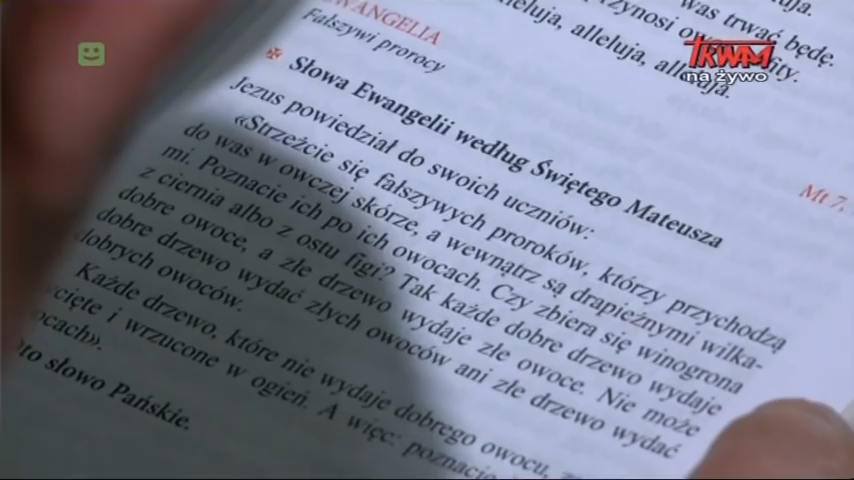 was trwać będę.
przynosi owoc obfity.
alleluja, alleluja, alleluja.
TRWAM
na żywo
EWANGELIA
Mt 7,
Fałszywi prorocy
✠ Słowa Ewangelii według Świętego Mateusza
Jezus powiedział do swoich uczniów:
«Strzeżcie się fałszywych proroków, którzy przychodzą
do was w owczej skórze, a wewnątrz są drapieżnymi wilka-
mi. Poznacie ich po ich owocach. Czy zbiera się winogrona
z ciernia albo z ostu figi? Tak każde dobre drzewo wydaje
dobre owoce, a złe drzewo wydaje złe owoce. Nie może
dobre drzewo wydać złych owoców ani złe drzewo wydać
dobrych owoców.
Każde drzewo, które nie wydaje dobrego owocu,
cięte i wrzucone w ogień. A więc: poznacie
ocach».
to słowo Pańskie.